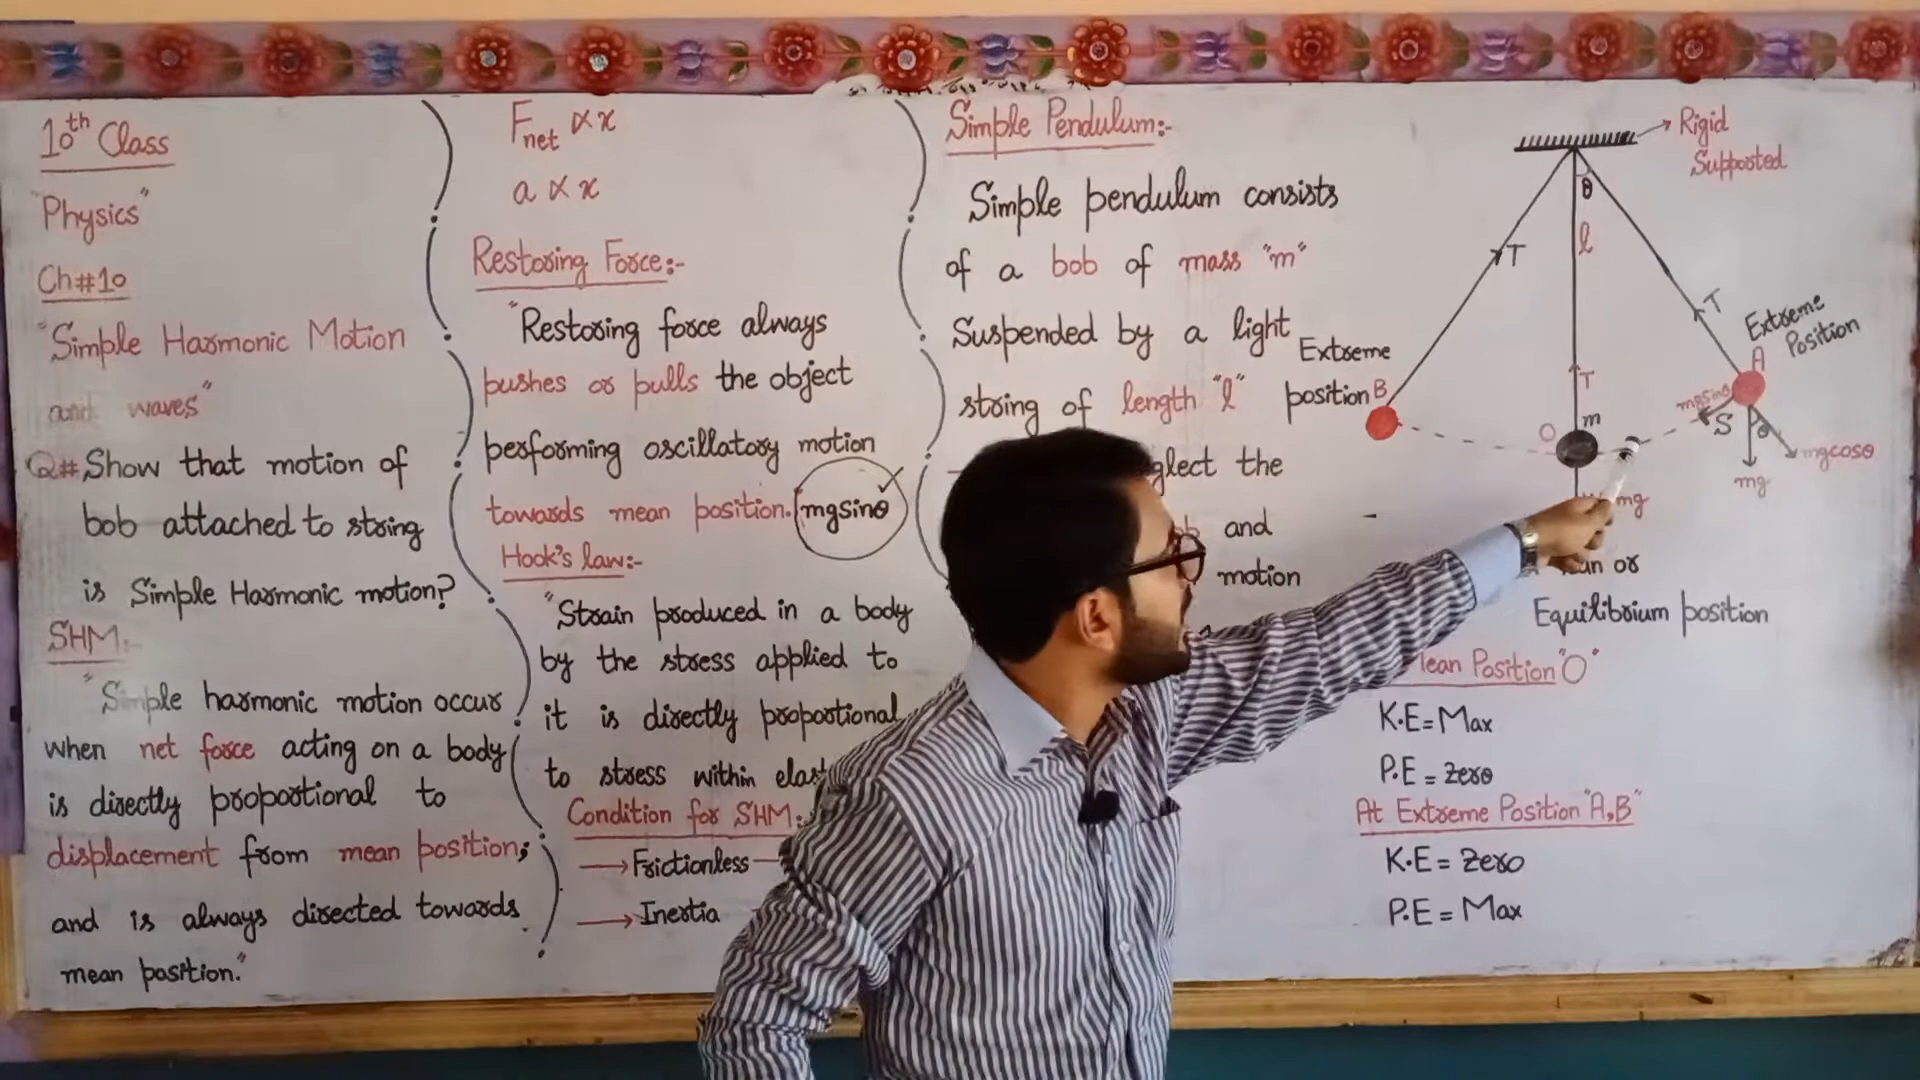 10th Class
"Physics"
Ch#10
"Simple Harmonic Motion
and waves"
Q# Show that motion of
bob attached to string
is Simple Harmonic motion?
SHM:-
"Simple harmonic motion occur
when net force acting on a body
is directly proportional to
displacement from mean position;
and is always directed towards
mean position."
Fnet ∝ x
a ∝ x
Restoring Force:-
"Restoring force always
pushes or pulls the object
performing oscillatory motion
towards mean position. mgsinθ
Hook's law:-
"Strain produced in a body
by the stress applied to
it is directly proportional
to stress within
Condition for SHM:-
→ Frictionless
→ Inertia
Simple Pendulum:-
Simple pendulum consists
of a bob of mass "m"
Suspended by a light
string of length "l"
the
and
motion
Rigid
Supported
θ
l
T
T
T
Extreme
Position
A
Extreme
position B
O
m
mgsinθ
S
θ
mgcosθ
mg
mg
or
Equilibrium position
Mean Position "O"
K.E = Max
P.E = Zero
At Extreme Position "A,B"
K.E = Zero
P.E = Max